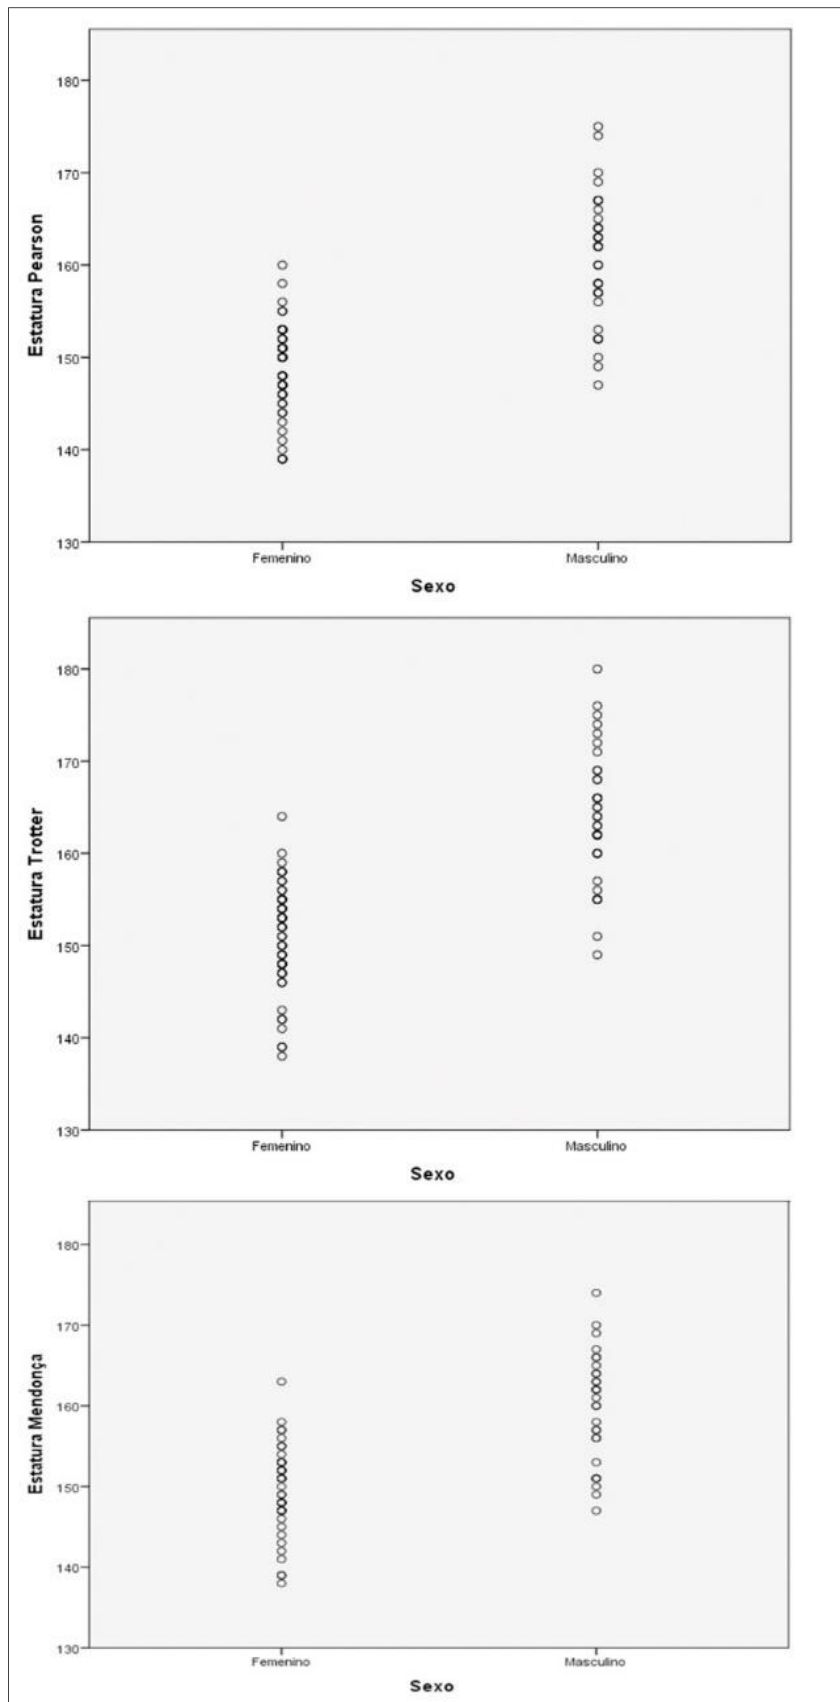 Estatura Pearson
180
170
160
150
140
130
Femenino
Masculino
Sexo
Estatura Trotter
180
170
160
150
140
130
Femenino
Masculino
Sexo
Estatura Mendonça
180
170
160
150
140
130
Femenino
Masculino
Sexo